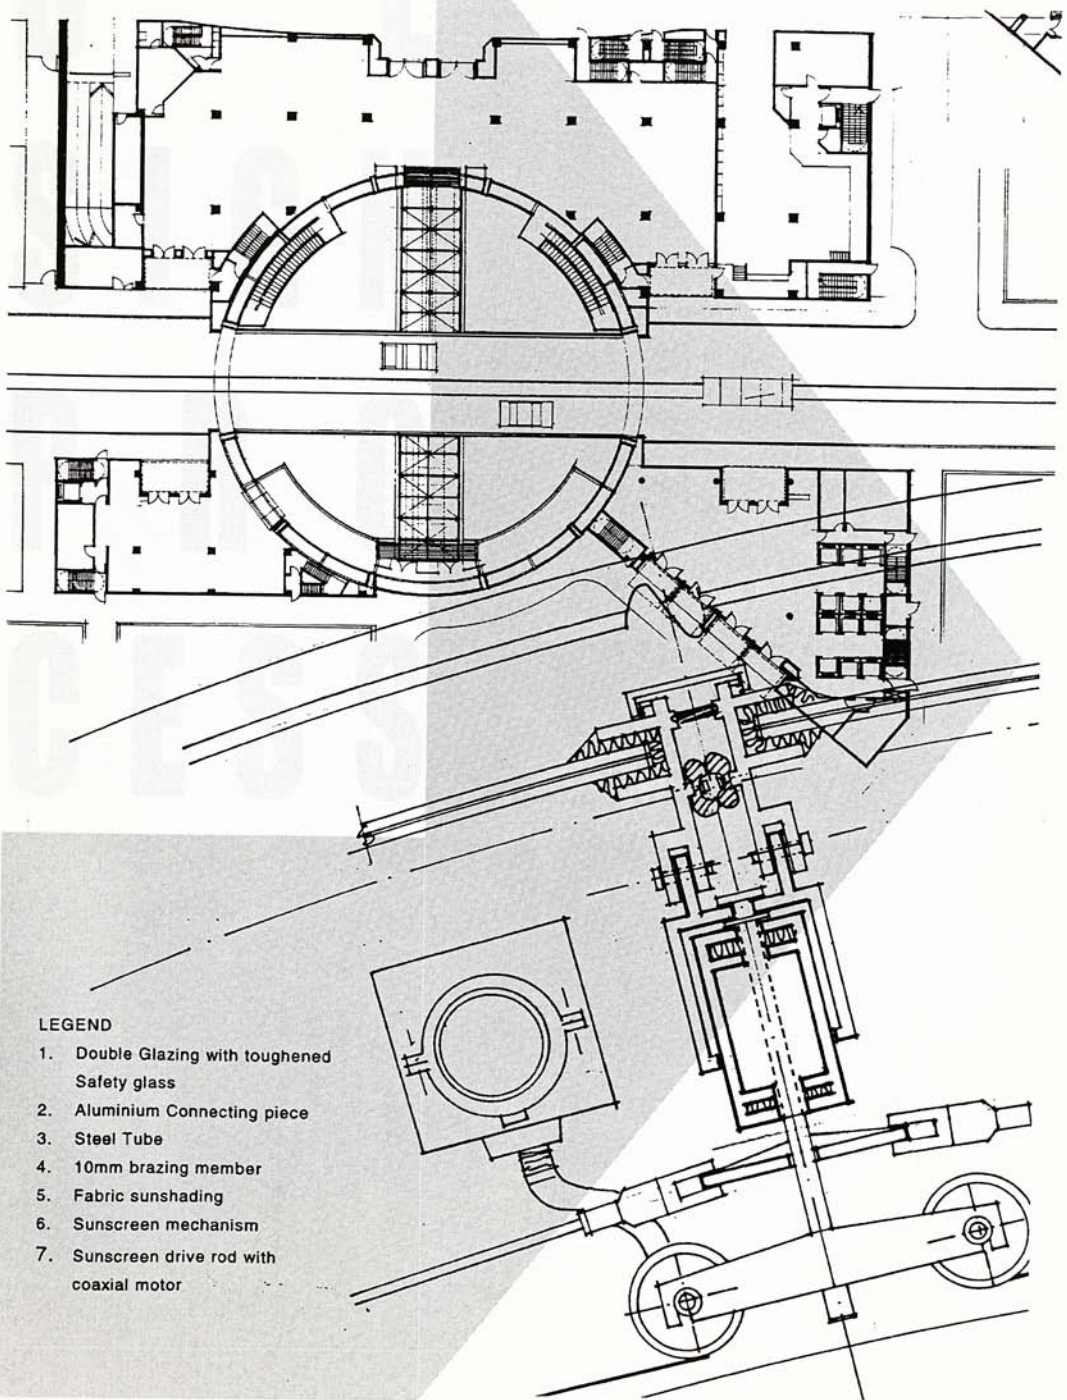 LEGEND
1. Double Glazing with toughened
Safety glass
2. Aluminium Connecting piece
3. Steel Tube
4. 10mm brazing member
5. Fabric sunshading
6. Sunscreen mechanism
7. Sunscreen drive rod with
coaxial motor